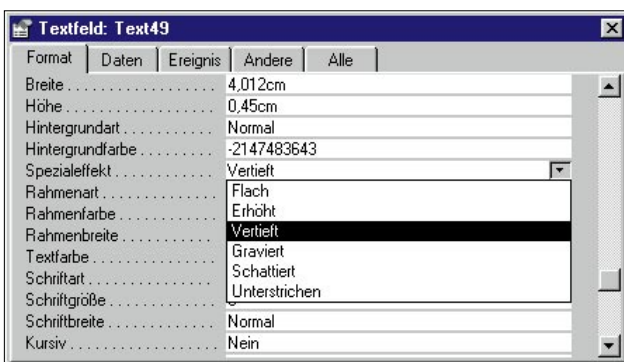 Textfeld: Text49
Format Daten Ereignis Andere Alle
Breite . . . . . . . . . . . . . . . . . . 4,012cm
Höhe . . . . . . . . . . . . . . . . . . 0,45cm
Hintergrundart . . . . . . . . . . Normal
Hintergrundfarbe . . . . . . . . . -2147483643
Spezialeffekt . . . . . . . . . . . . Vertieft
Rahmenart . . . . . . . . . . . . . Flach
Rahmenfarbe . . . . . . . . . . . . Erhöht
Rahmenbreite . . . . . . . . . . . Vertieft
Textfarbe . . . . . . . . . . . . . . Graviert
Schriftart . . . . . . . . . . . . . . Schattiert
Schriftgröße . . . . . . . . . . . . Unterstrichen
Schriftbreite . . . . . . . . . . . . Normal
Kursiv . . . . . . . . . . . . . . . . . Nein